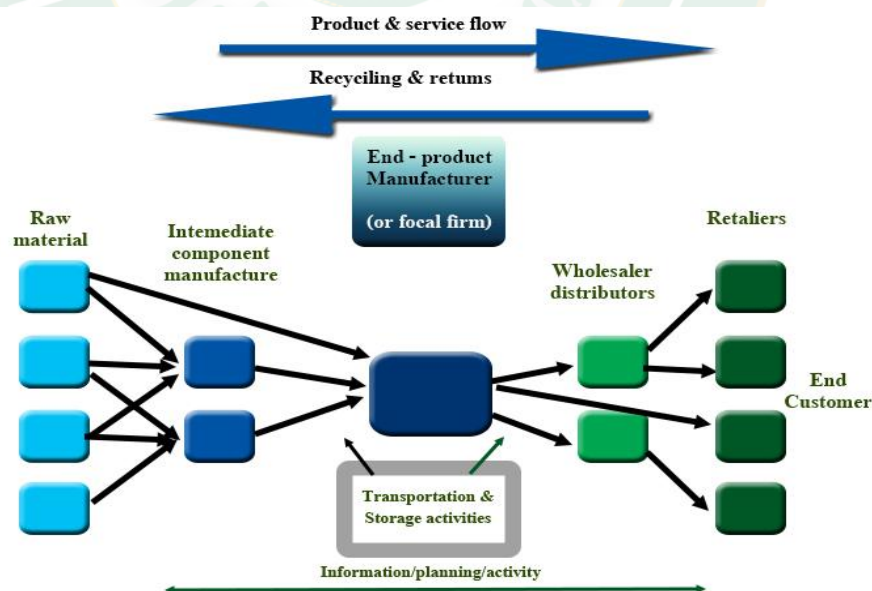 Product & service flow
Recyciling & retums
End - product
Manufacturer
(or focal firm)
Raw
material
Intemediate
component
manufacture
Retaliers
Wholesaler
distributors
End
Customer
Transportation &
Storage activities
Information/planning/activity